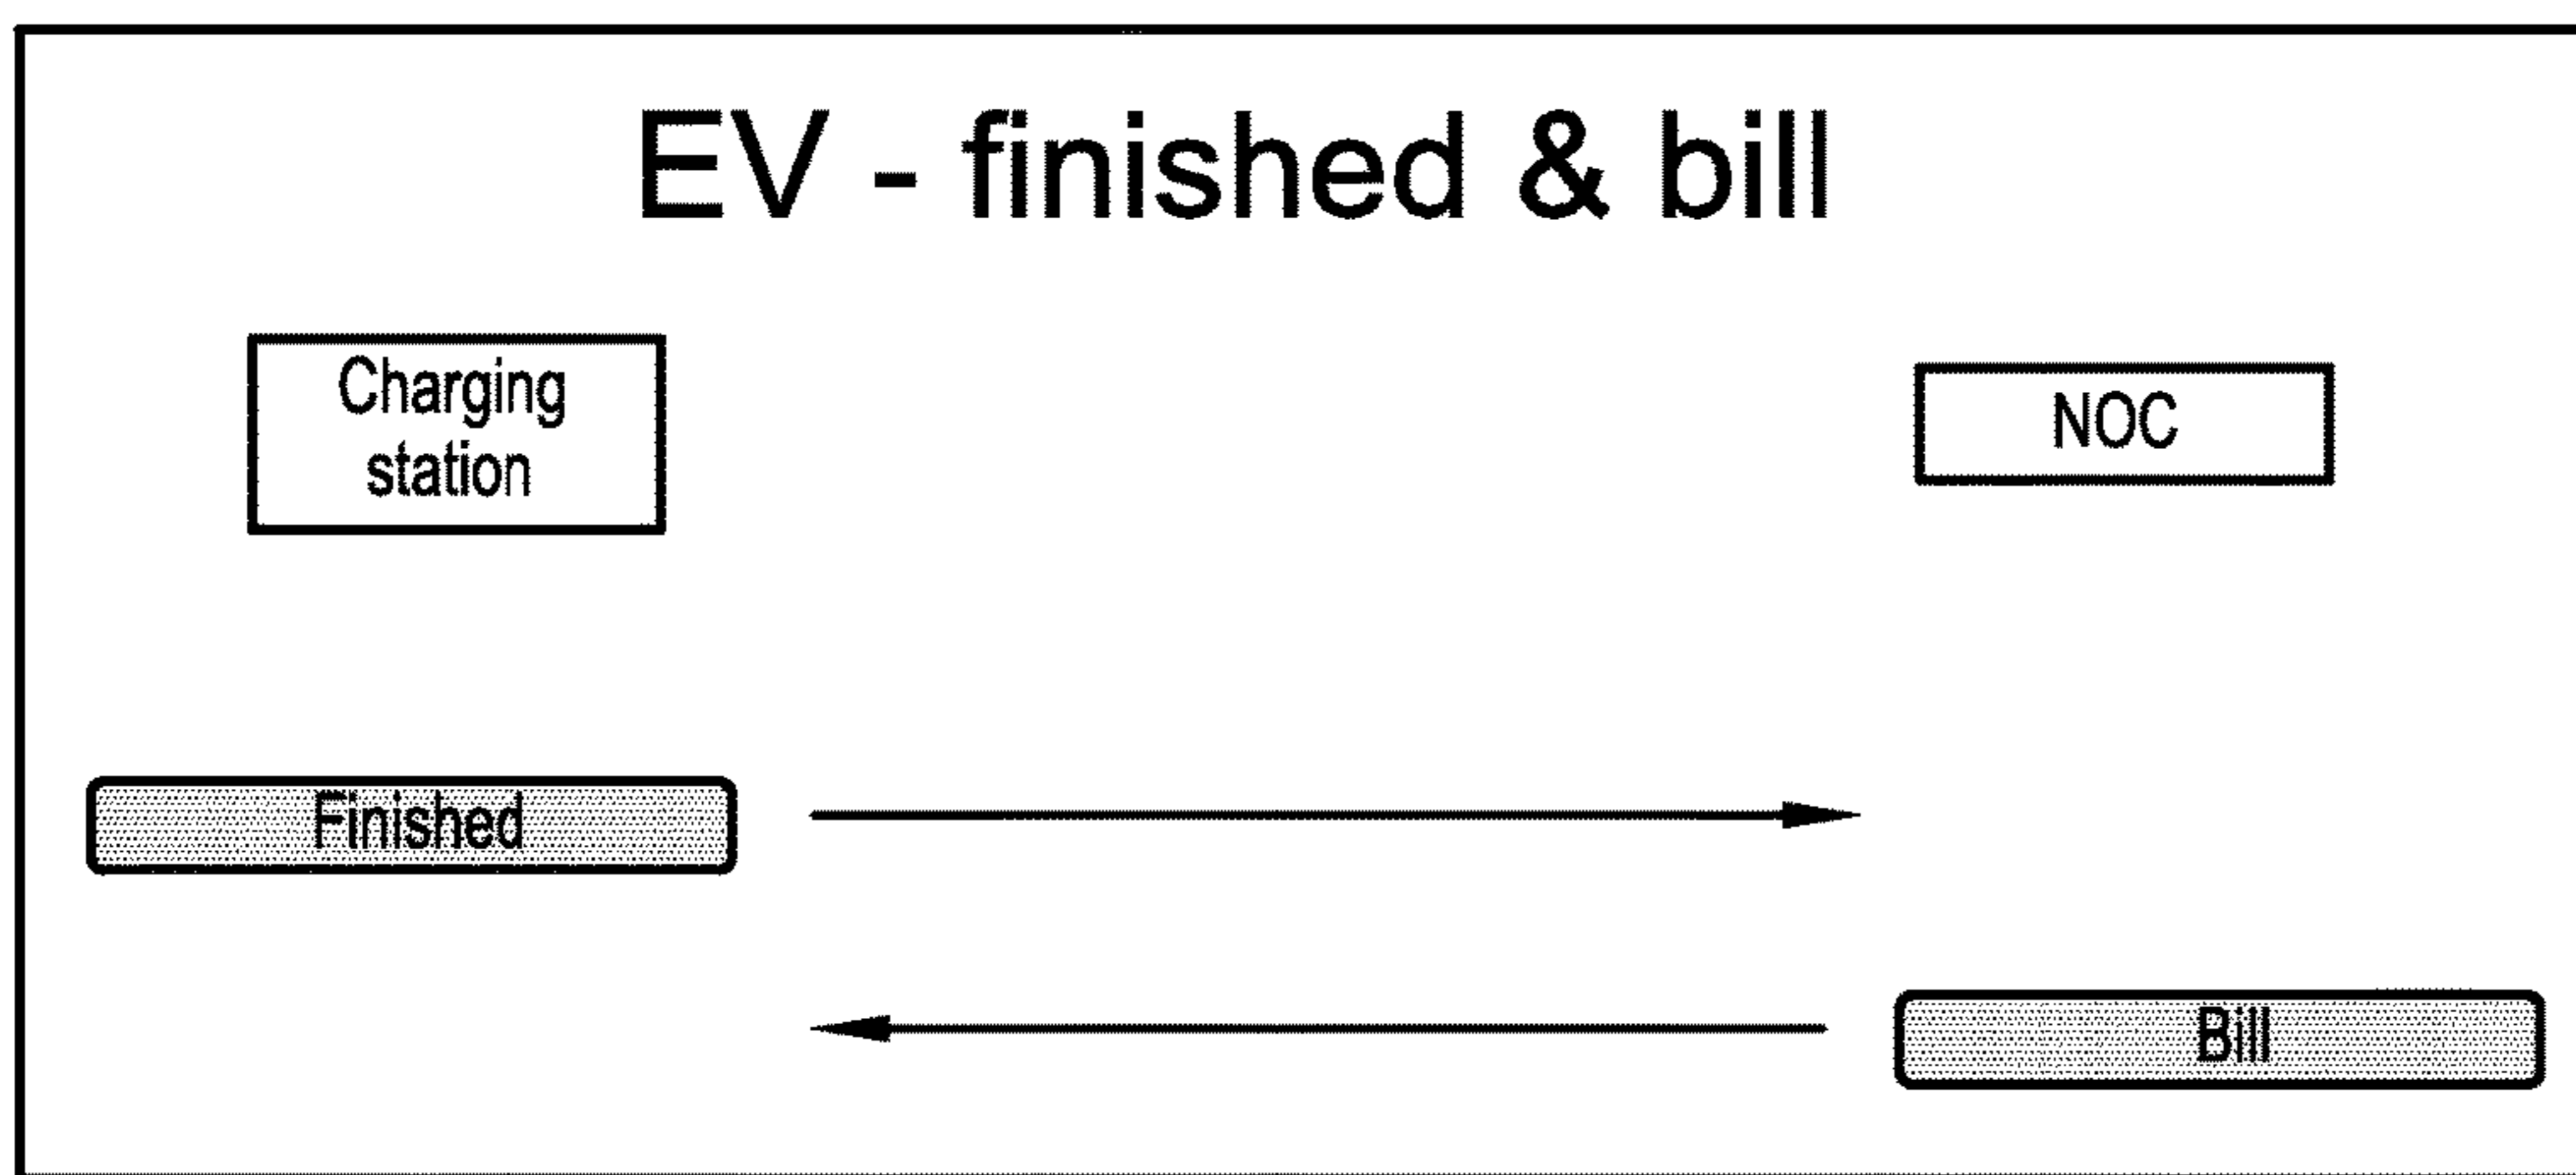 EV - finished & bill
Charging
station
NOC
Finished
Bill